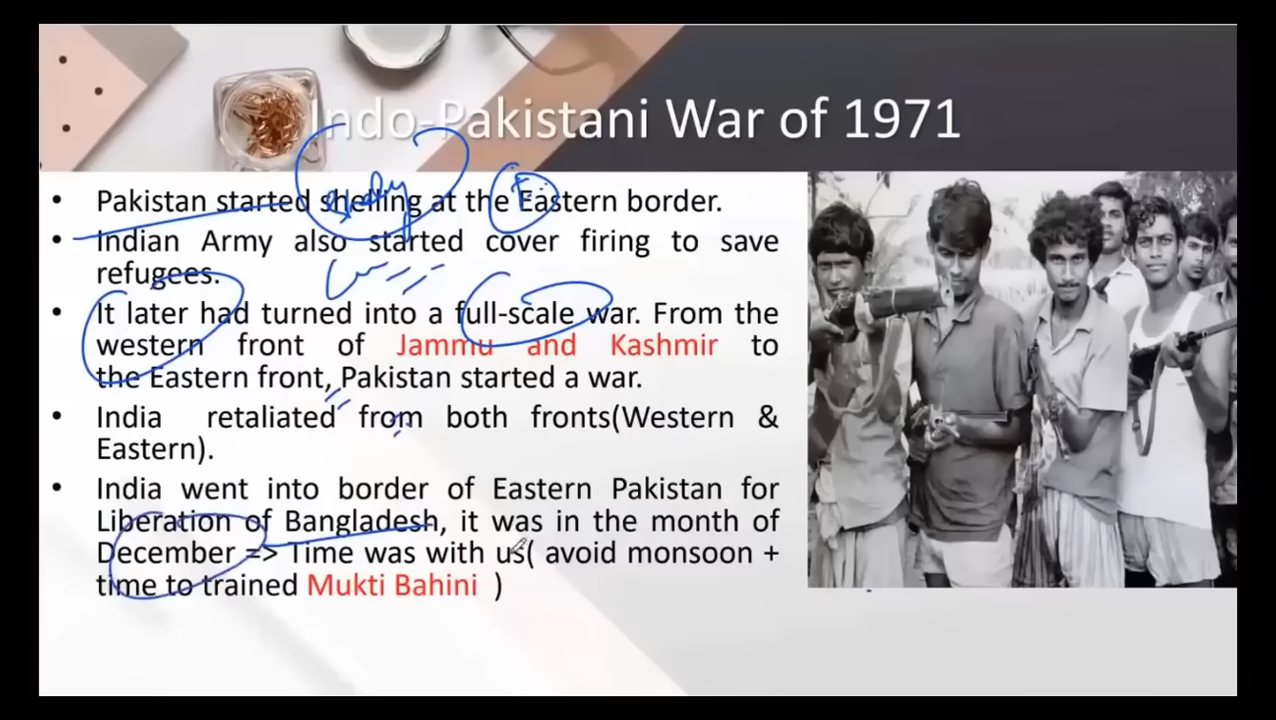 Indo-Pakistani War of 1971
• Pakistan started shelling at the Eastern border.
• Indian Army also started cover firing to save
refugees.
• It later had turned into a full-scale war. From the
western front of Jammu and Kashmir to
the Eastern front, Pakistan started a war.
• India retaliated from both fronts(Western &
Eastern).
• India went into border of Eastern Pakistan for
Liberation of Bangladesh, it was in the month of
December => Time was with us( avoid monsoon +
time to trained Mukti Bahini )